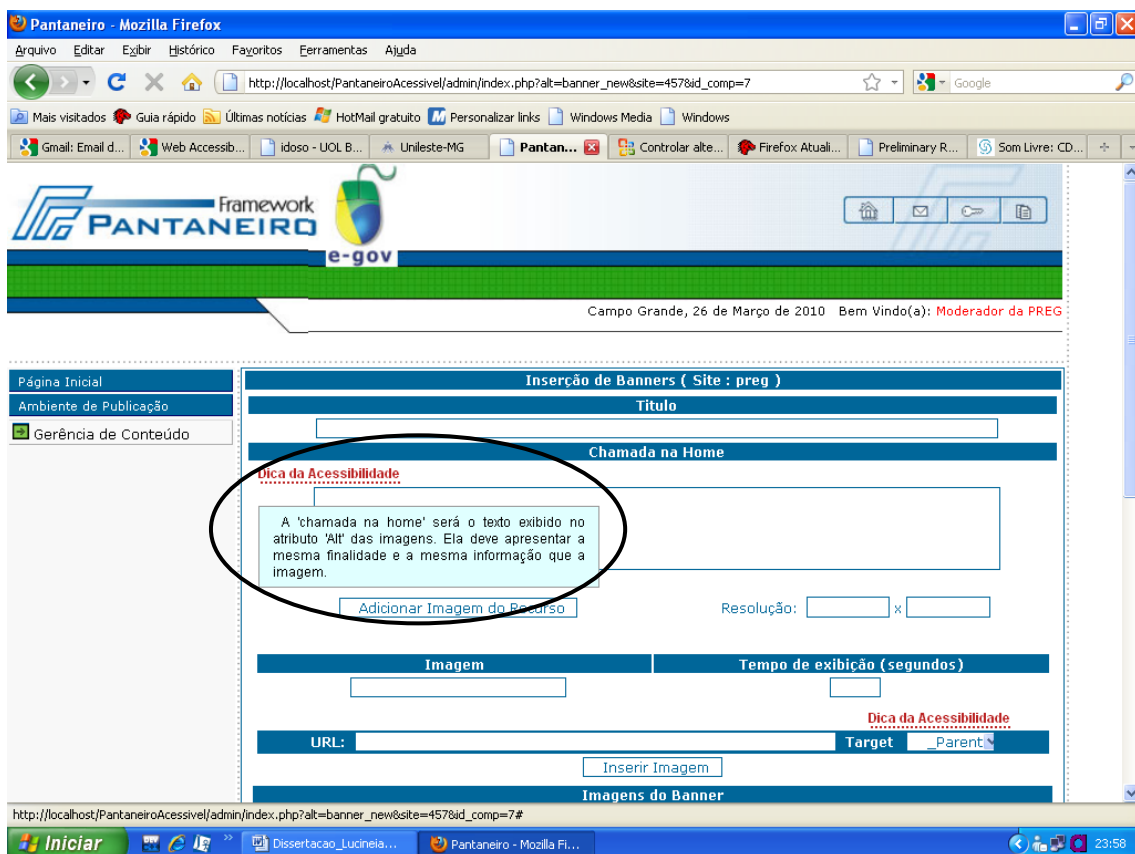 Pantaneiro - Mozilla Firefox
Arquivo Editar Exibir Histórico Favoritos Ferramentas Ajuda
http://localhost/PantaneiroAcessivel/admin/index.php?alt=banner_new&site=457&id_comp=7
Google
Mais visitados Guia rápido Últimas notícias HotMail gratuito Personalizar links Windows Media Windows
Gmail: Email d... Web Accessib... idoso - UOL B... Unileste-MG Pantan... Controlar alte... Firefox Atuali... Preliminary R... Som Livre: CD...
Framework
PANTANEIRO
e-gov
Campo Grande, 26 de Março de 2010 Bem Vindo(a): Moderador da PREG
Página Inicial
Ambiente de Publicação
Gerência de Conteúdo
Inserção de Banners ( Site : preg )
Titulo
Chamada na Home
Dica da Acessibilidade
A 'chamada na home' será o texto exibido no
atributo 'Alt' das imagens. Ela deve apresentar a
mesma finalidade e a mesma informação que a
imagem.
Adicionar Imagem do Recurso Resolução: x
Imagem Tempo de exibição (segundos)
Dica da Acessibilidade
URL: Target _Parent
Inserir Imagem
Imagens do Banner
http://localhost/PantaneiroAcessivel/admin/index.php?alt=banner_new&site=457&id_comp=7#
Iniciar Dissertacao_Lucineia... Pantaneiro - Mozilla Fi... 23:58